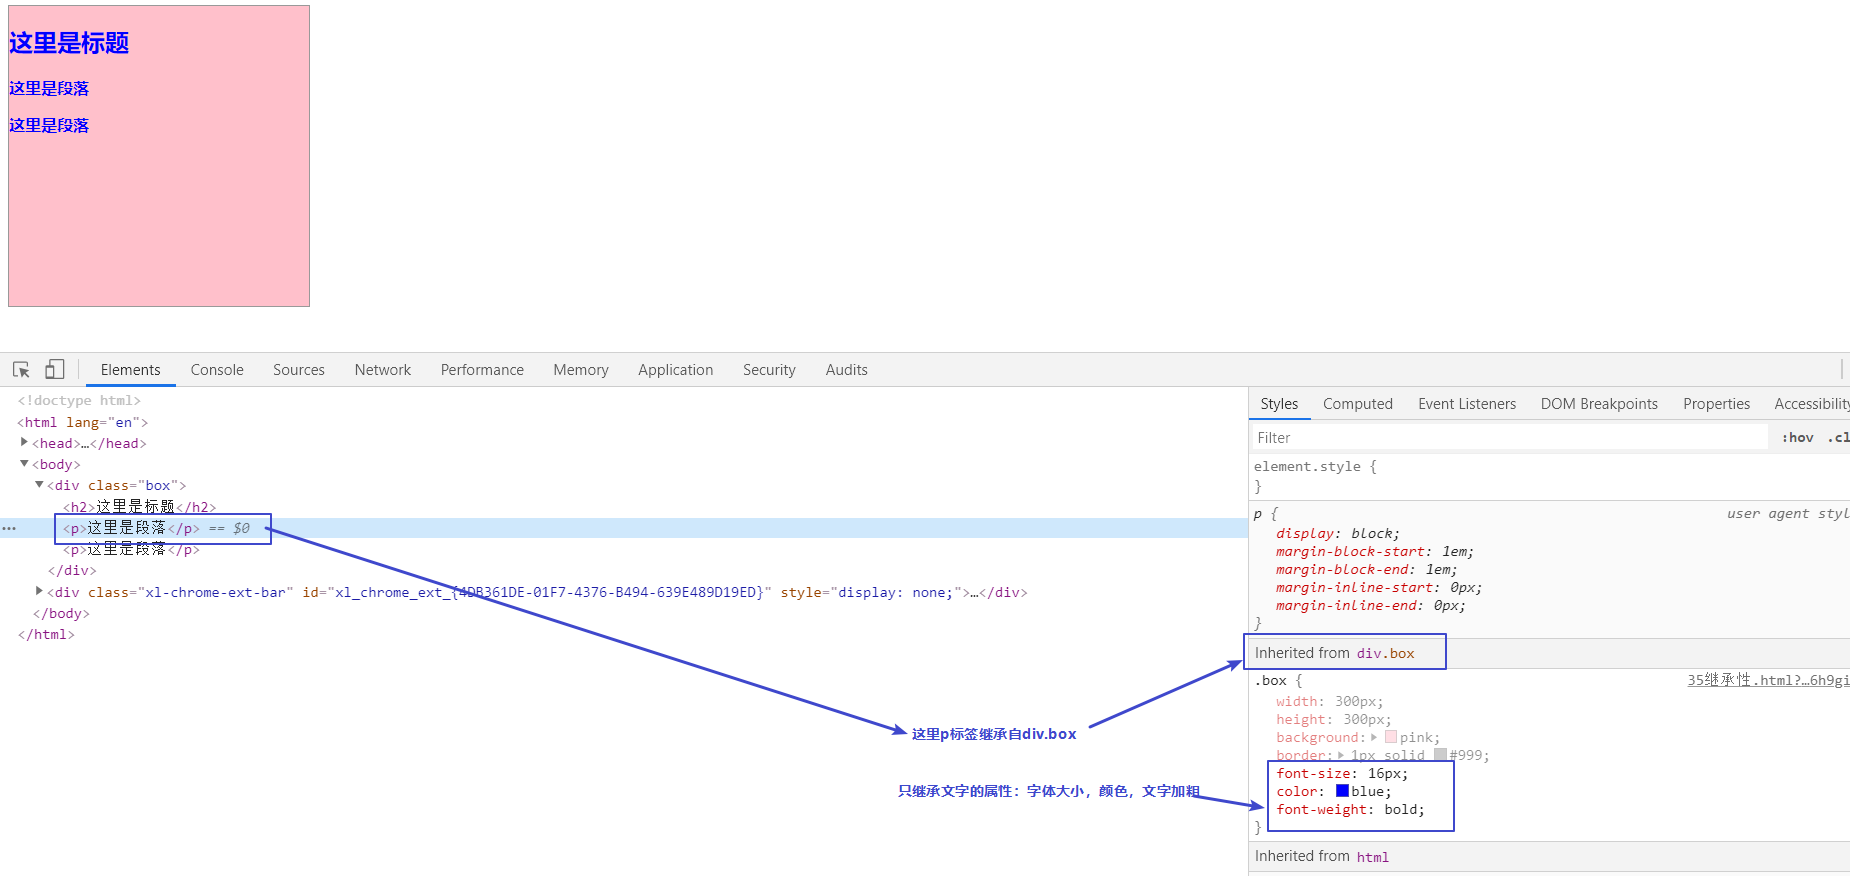 这里是标题
这里是段落
这里是段落
Elements Console Sources Network Performance Memory Application Security Audits
<!doctype html>
<html lang="en">
<head>…</head>
<body>
<div class="box">
<h2>这里是标题</h2>
<p>这里是段落</p> == $0
<p>这里是段落</p>
</div>
<div class="xl-chrome-ext-bar" id="xl_chrome_ext_{4DB361DE-01F7-4376-B494-639E489D19ED}" style="display: none;">…</div>
</body>
</html>
这里p标签继承自div.box
只继承文字的属性：字体大小，颜色，文字加粗
Styles Computed Event Listeners DOM Breakpoints Properties Accessibility
Filter :hov .cl
element.style {
}
p { user agent styl
display: block;
margin-block-start: 1em;
margin-block-end: 1em;
margin-inline-start: 0px;
margin-inline-end: 0px;
}
Inherited from div.box
.box { 35继承性.html?…6h9gi
width: 300px;
height: 300px;
background: pink;
border: 1px solid #999;
font-size: 16px;
color: blue;
font-weight: bold;
}
Inherited from html